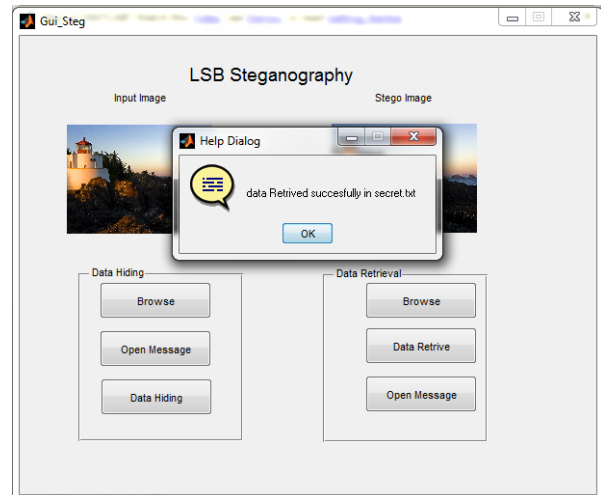 Gui_Steg
LSB Steganography
Input Image
Stego Image
Help Dialog
data Retrived succesfully in secret.txt
OK
Data Hiding
Browse
Open Message
Data Hiding
Data Retrieval
Browse
Data Retrive
Open Message